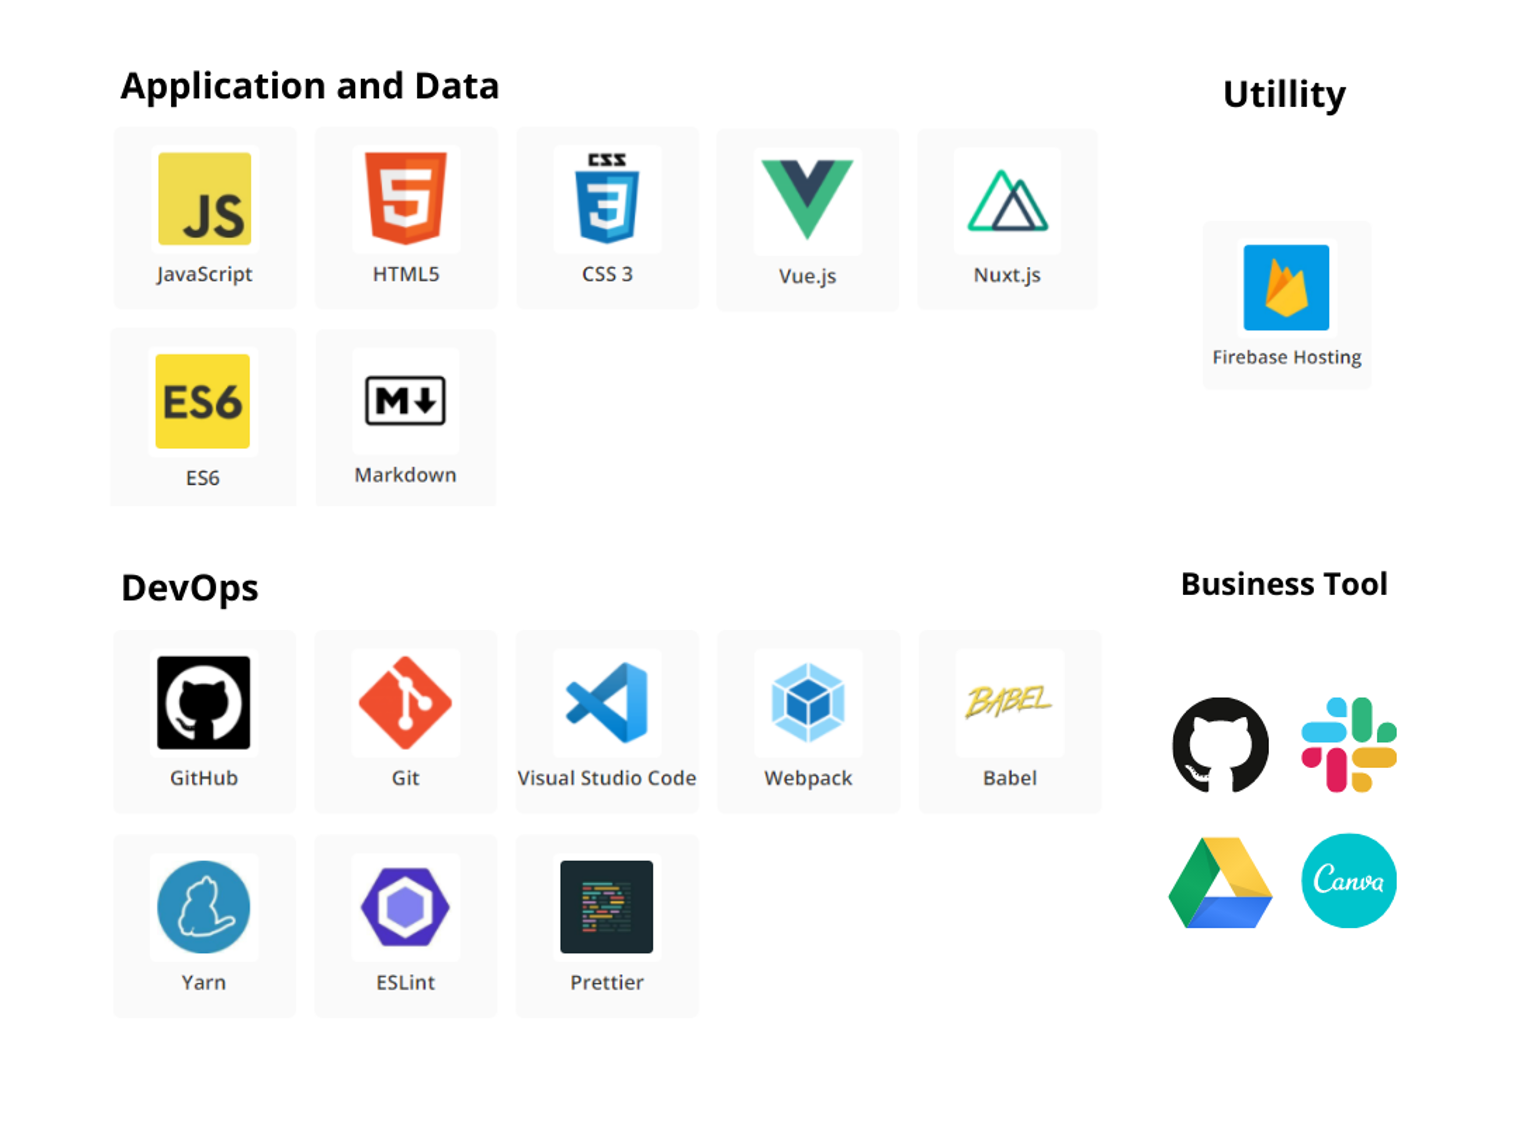 Application and Data
JS
JavaScript
5
HTML5
CSS
3
CSS 3
Vue.js
Nuxt.js
ES6
ES6
M
Markdown
Utillity
Firebase Hosting
DevOps
GitHub
Git
Visual Studio Code
Webpack
BABEL
Babel
Yarn
ESLint
Prettier
Business Tool
Canva